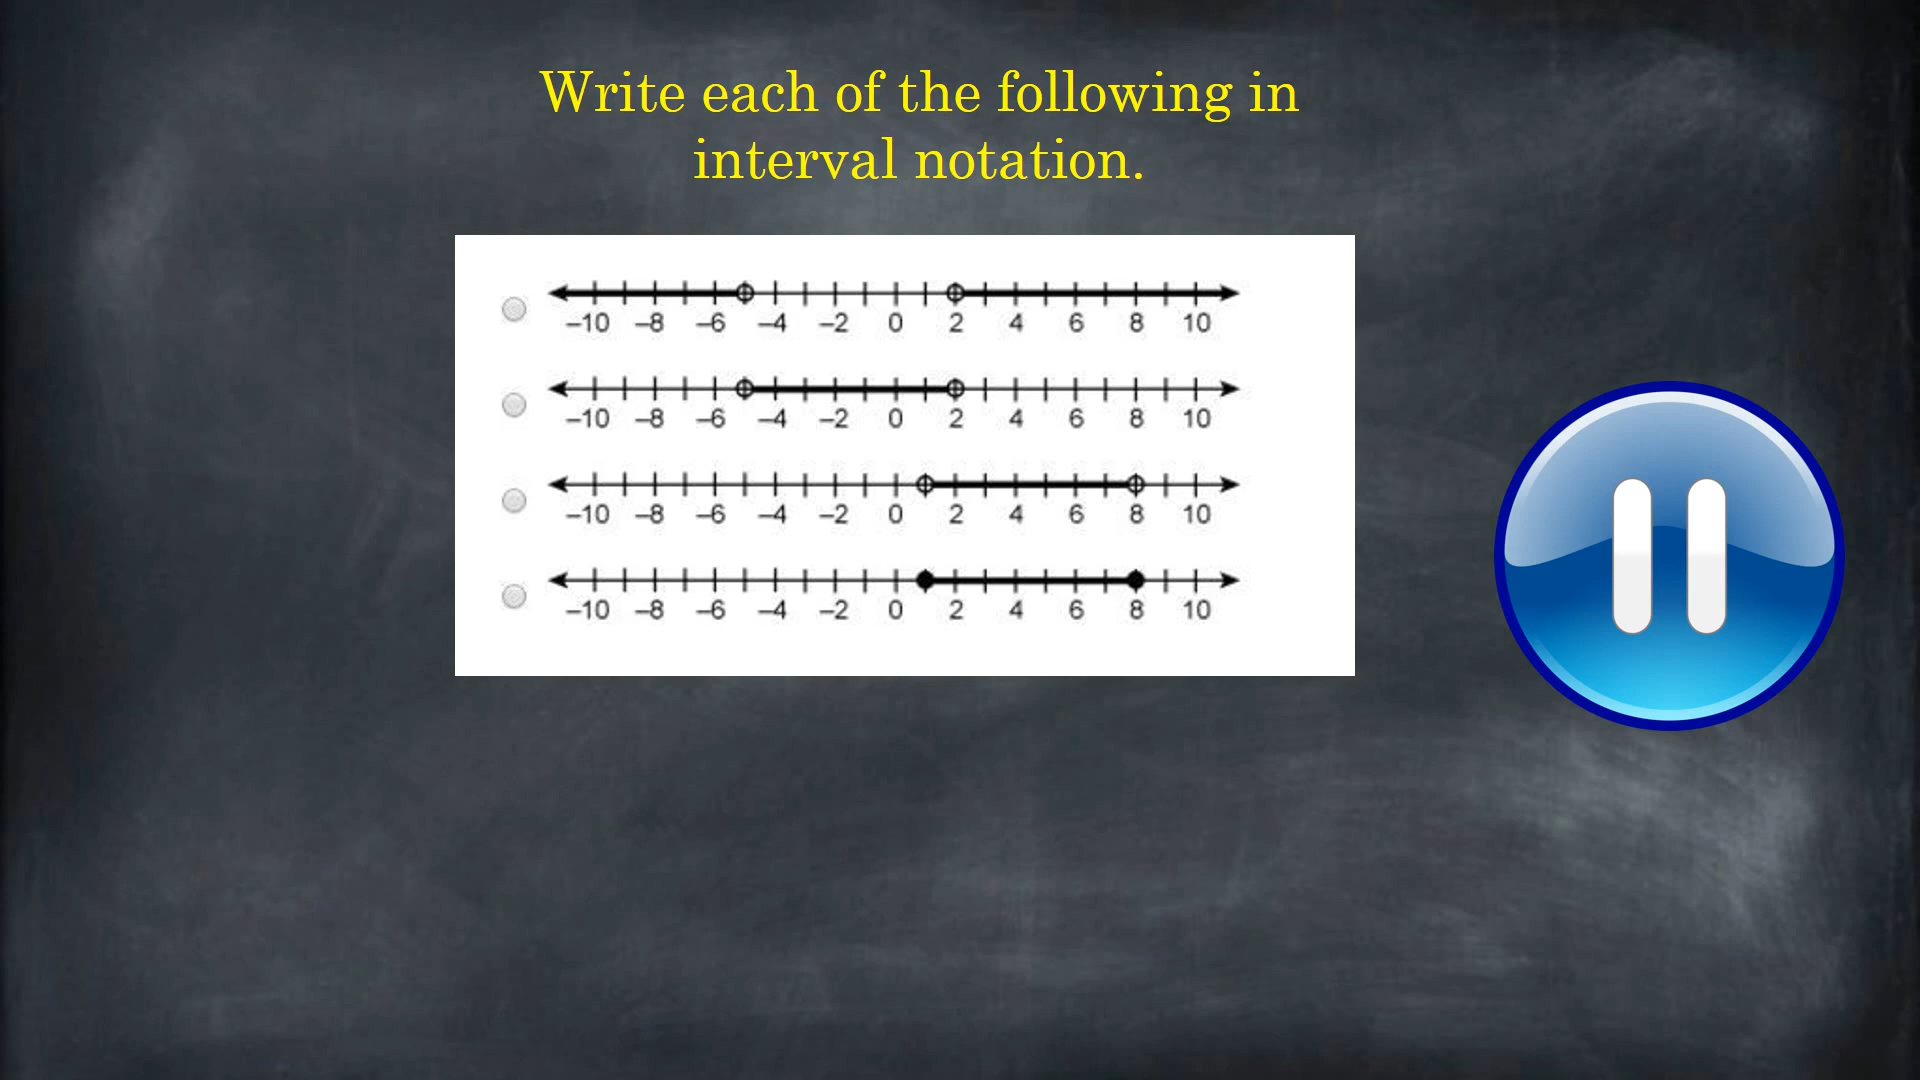 Write each of the following in
interval notation.
–10 –8 –6 –4 –2 0 2 4 6 8 10
–10 –8 –6 –4 –2 0 2 4 6 8 10
–10 –8 –6 –4 –2 0 2 4 6 8 10
–10 –8 –6 –4 –2 0 2 4 6 8 10